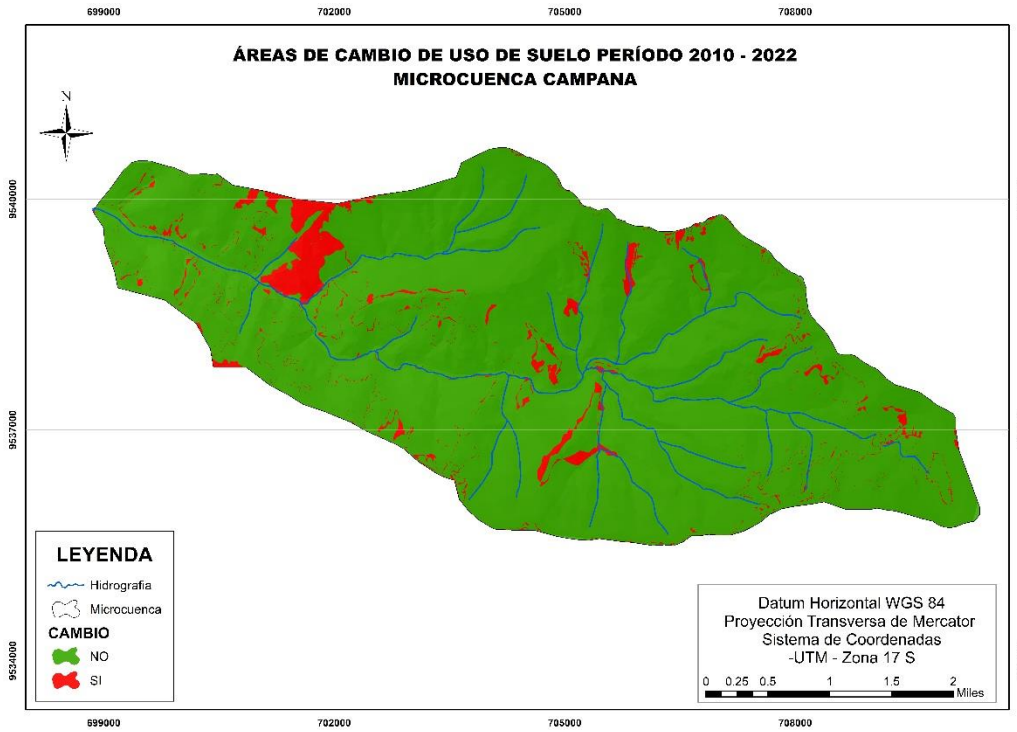 699000 702000 705000 708000
ÁREAS DE CAMBIO DE USO DE SUELO PERÍODO 2010 - 2022
MICROCUENCA CAMPANA
N
9540000
9537000
9534000
LEYENDA
Hidrografia
Microcuenca
CAMBIO
NO
SI
Datum Horizontal WGS 84
Proyección Transversa de Mercator
Sistema de Coordenadas
-UTM - Zona 17 S
0 0.25 0.5 1 1.5 2
Miles
699000 702000 705000 708000